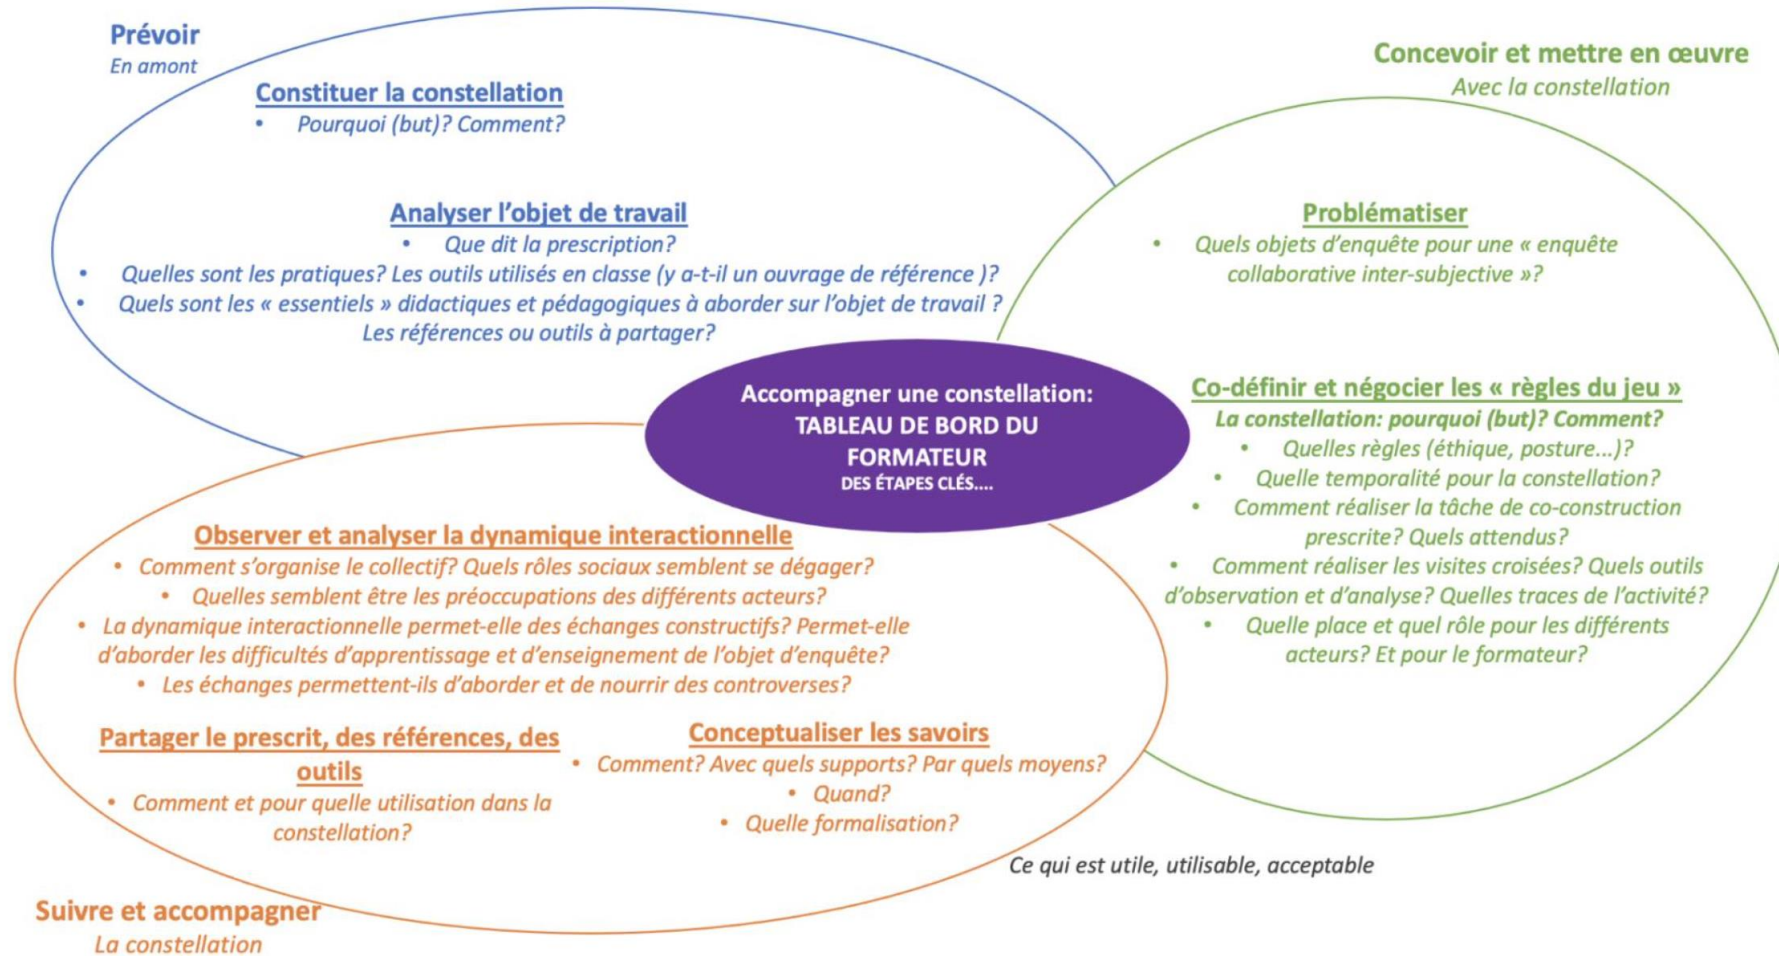 Prévoir
En amont
Constituer la constellation
• Pourquoi (but)? Comment?
Analyser l’objet de travail
• Que dit la prescription?
• Quelles sont les pratiques? Les outils utilisés en classe (y a-t-il un ouvrage de référence )?
• Quels sont les « essentiels » didactiques et pédagogiques à aborder sur l’objet de travail ?
Les références ou outils à partager?
Concevoir et mettre en œuvre
Avec la constellation
Problématiser
• Quels objets d’enquête pour une « enquête
collaborative inter-subjective »?
Co-définir et négocier les « règles du jeu »
La constellation: pourquoi (but)? Comment?
• Quelles règles (éthique, posture...)?
• Quelle temporalité pour la constellation?
• Comment réaliser la tâche de co-construction
prescrite? Quels attendus?
• Comment réaliser les visites croisées? Quels outils
d’observation et d’analyse? Quelles traces de l’activité?
• Quelle place et quel rôle pour les différents
acteurs? Et pour le formateur?
Accompagner une constellation:
TABLEAU DE BORD DU
FORMATEUR
DES ÉTAPES CLÉS....
Observer et analyser la dynamique interactionnelle
• Comment s’organise le collectif? Quels rôles sociaux semblent se dégager?
• Quelles semblent être les préoccupations des différents acteurs?
• La dynamique interactionnelle permet-elle des échanges constructifs? Permet-elle
d’aborder les difficultés d’apprentissage et d’enseignement de l’objet d’enquête?
• Les échanges permettent-ils d’aborder et de nourrir des controverses?
Partager le prescrit, des références, des
outils
• Comment et pour quelle utilisation dans la
constellation?
Conceptualiser les savoirs
• Comment? Avec quels supports? Par quels moyens?
• Quand?
• Quelle formalisation?
Ce qui est utile, utilisable, acceptable
Suivre et accompagner
La constellation